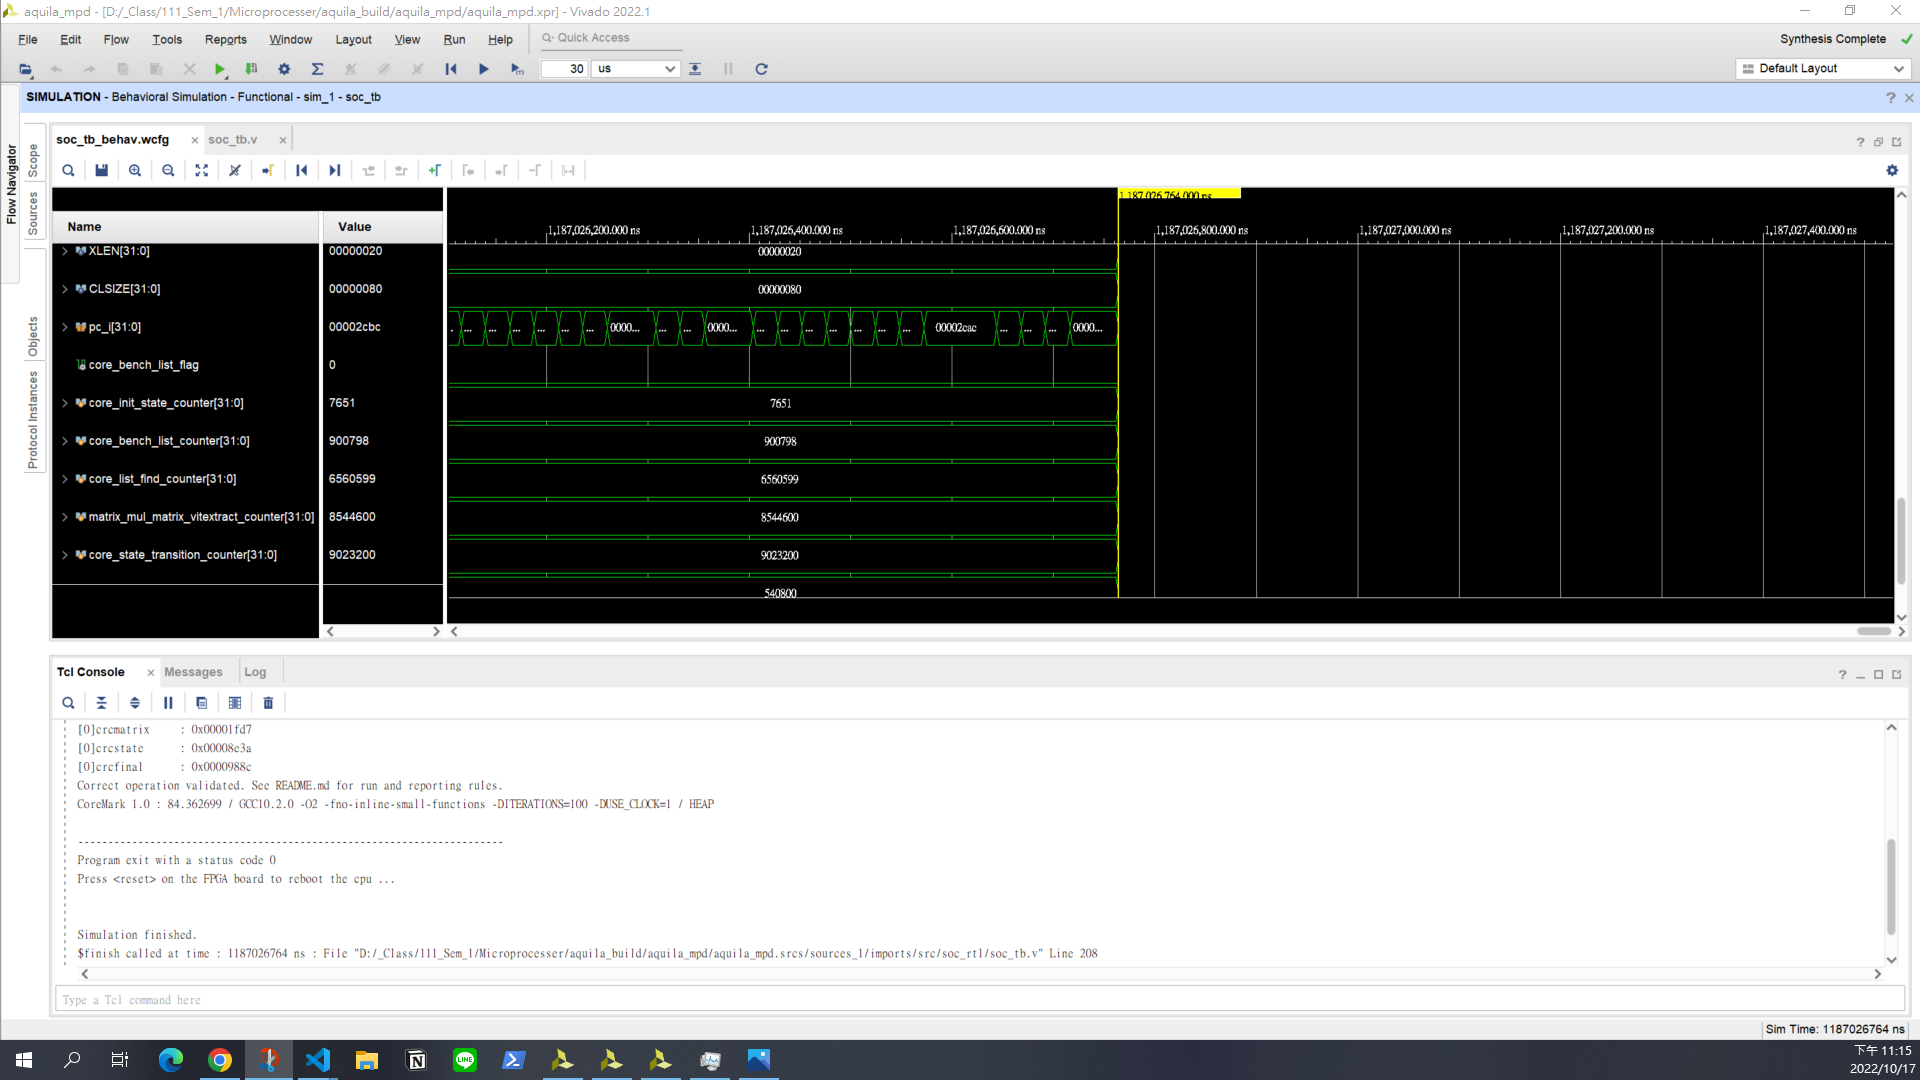 aquila_mpd - [D:/_Class/111_Sem_1/Microprocesser/aquila_build/aquila_mpd/aquila_mpd.xpr] - Vivado 2022.1
File Edit Flow Tools Reports Window Layout View Run Help Quick Access
Synthesis Complete
30 us
Default Layout
SIMULATION - Behavioral Simulation - Functional - sim_1 - soc_tb
Flow Navigator
Scope
Sources
Objects
Protocol Instances
soc_tb_behav.wcfg soc_tb.v
1,187,026,764.000 ns
Name Value
1,187,026,200.000 ns 1,187,026,400.000 ns 1,187,026,600.000 ns 1,187,026,800.000 ns 1,187,027,000.000 ns 1,187,027,200.000 ns 1,187,027,400.000 ns
XLEN[31:0] 00000020 00000020
CLSIZE[31:0] 00000080 00000080
pc_i[31:0] 00002cbc ... ... ... ... ... ... 0000... ... ... 0000... ... ... ... ... ... ... ... 00002cac ... ... ... 0000...
core_bench_list_flag 0
core_init_state_counter[31:0] 7651 7651
core_bench_list_counter[31:0] 900798 900798
core_list_find_counter[31:0] 6560599 6560599
matrix_mul_matrix_vitextract_counter[31:0] 8544600 8544600
core_state_transition_counter[31:0] 9023200 9023200
540800
Tcl Console Messages Log
[0]crcmatrix : 0x00001fd7
[0]crcstate : 0x00008e3a
[0]crcfinal : 0x0000988c
Correct operation validated. See README.md for run and reporting rules.
CoreMark 1.0 : 84.362699 / GCC10.2.0 -O2 -fno-inline-small-functions -DITERATIONS=100 -DUSE_CLOCK=1 / HEAP
----------------------------------------------------------------------
Program exit with a status code 0
Press <reset> on the FPGA board to reboot the cpu ...
Simulation finished.
$finish called at time : 1187026764 ns : File "D:/_Class/111_Sem_1/Microprocesser/aquila_build/aquila_mpd/aquila_mpd.srcs/sources_1/imports/src/soc_rtl/soc_tb.v" Line 208
Type a Tcl command here
Sim Time: 1187026764 ns
LINE
下午 11:15
2022/10/17